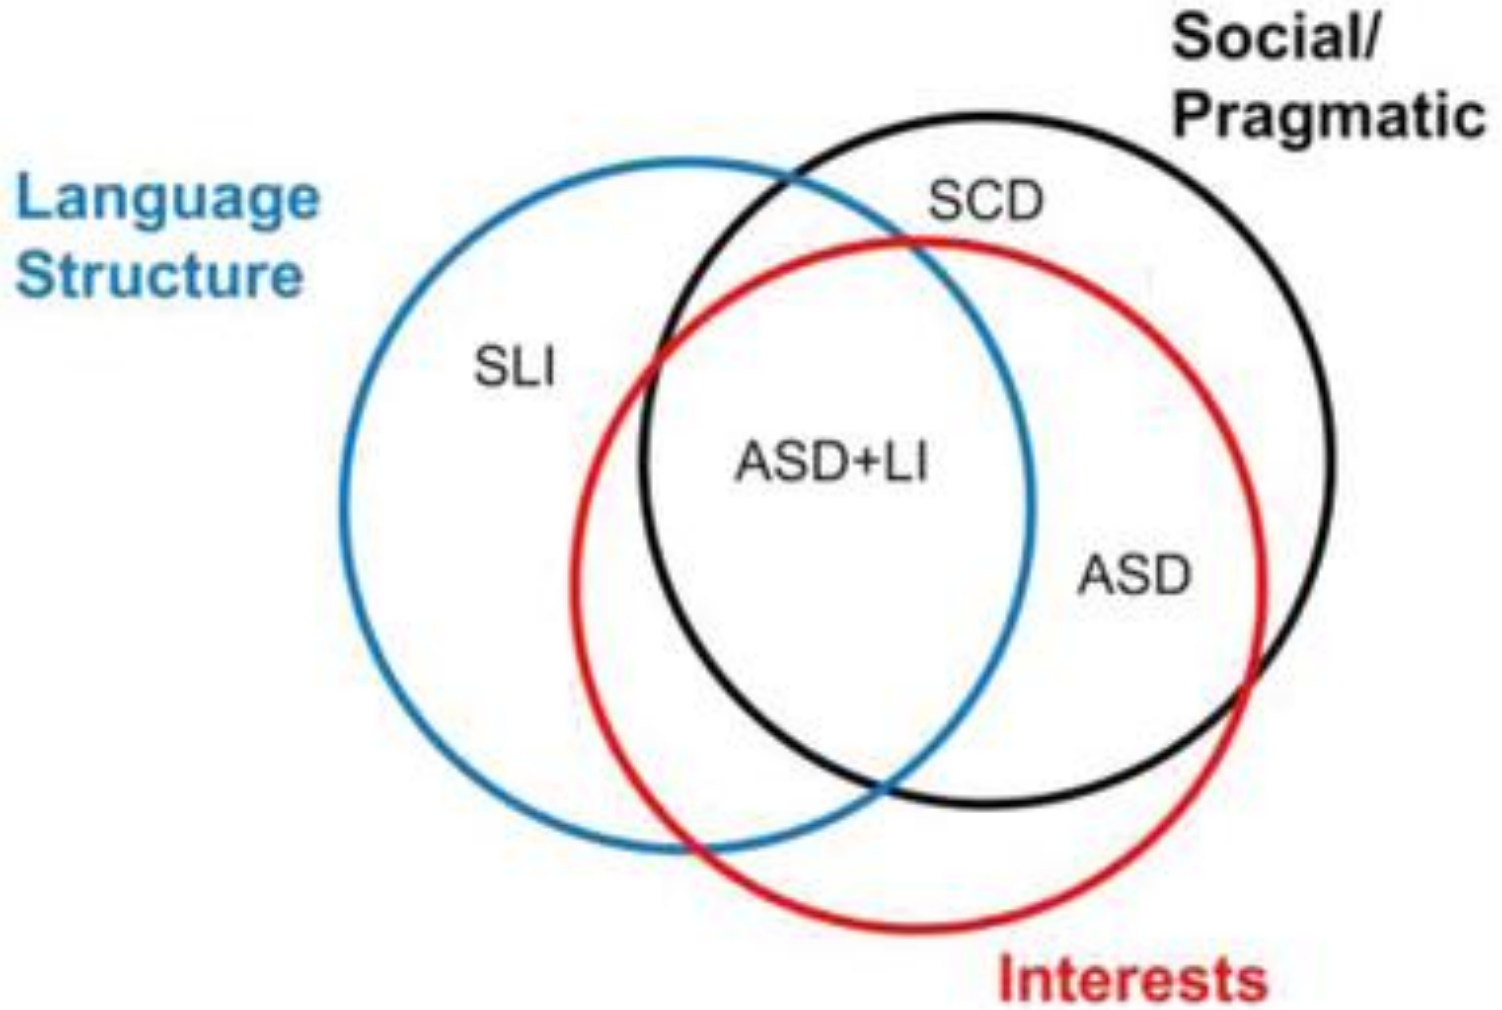 Social/
Pragmatic
Language
Structure
SCD
SLI
ASD+LI
ASD
Interests